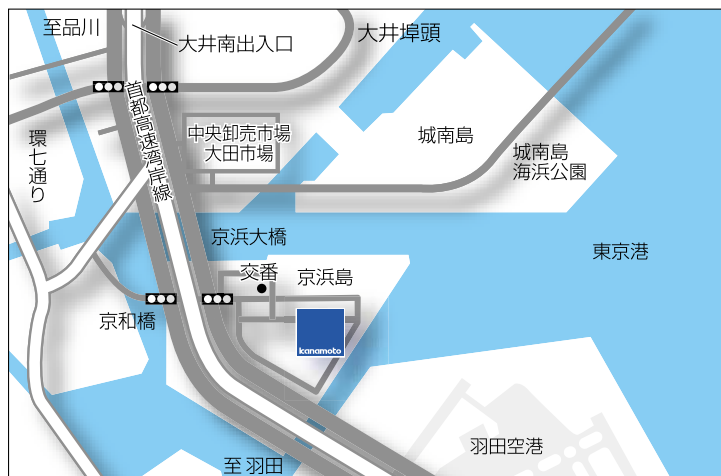 至品川
大井南出入口
大井埠頭
首都高速湾岸線
中央卸売市場
大田市場
城南島
城南島
海浜公園
環七通り
京浜大橋
東京港
交番
京浜島
京和橋
kanamoto
羽田空港
至 羽田